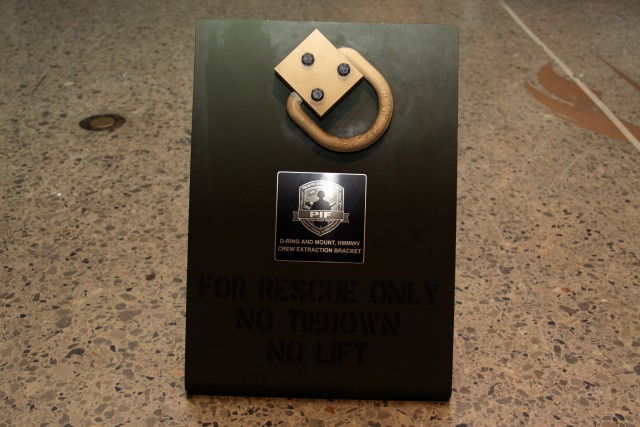 PIF
D-RING AND MOUNT, HMMWV
CREW EXTRACTION BRACKET
FOR RESCUE ONLY
NO TIEDOWN
NO LIFT